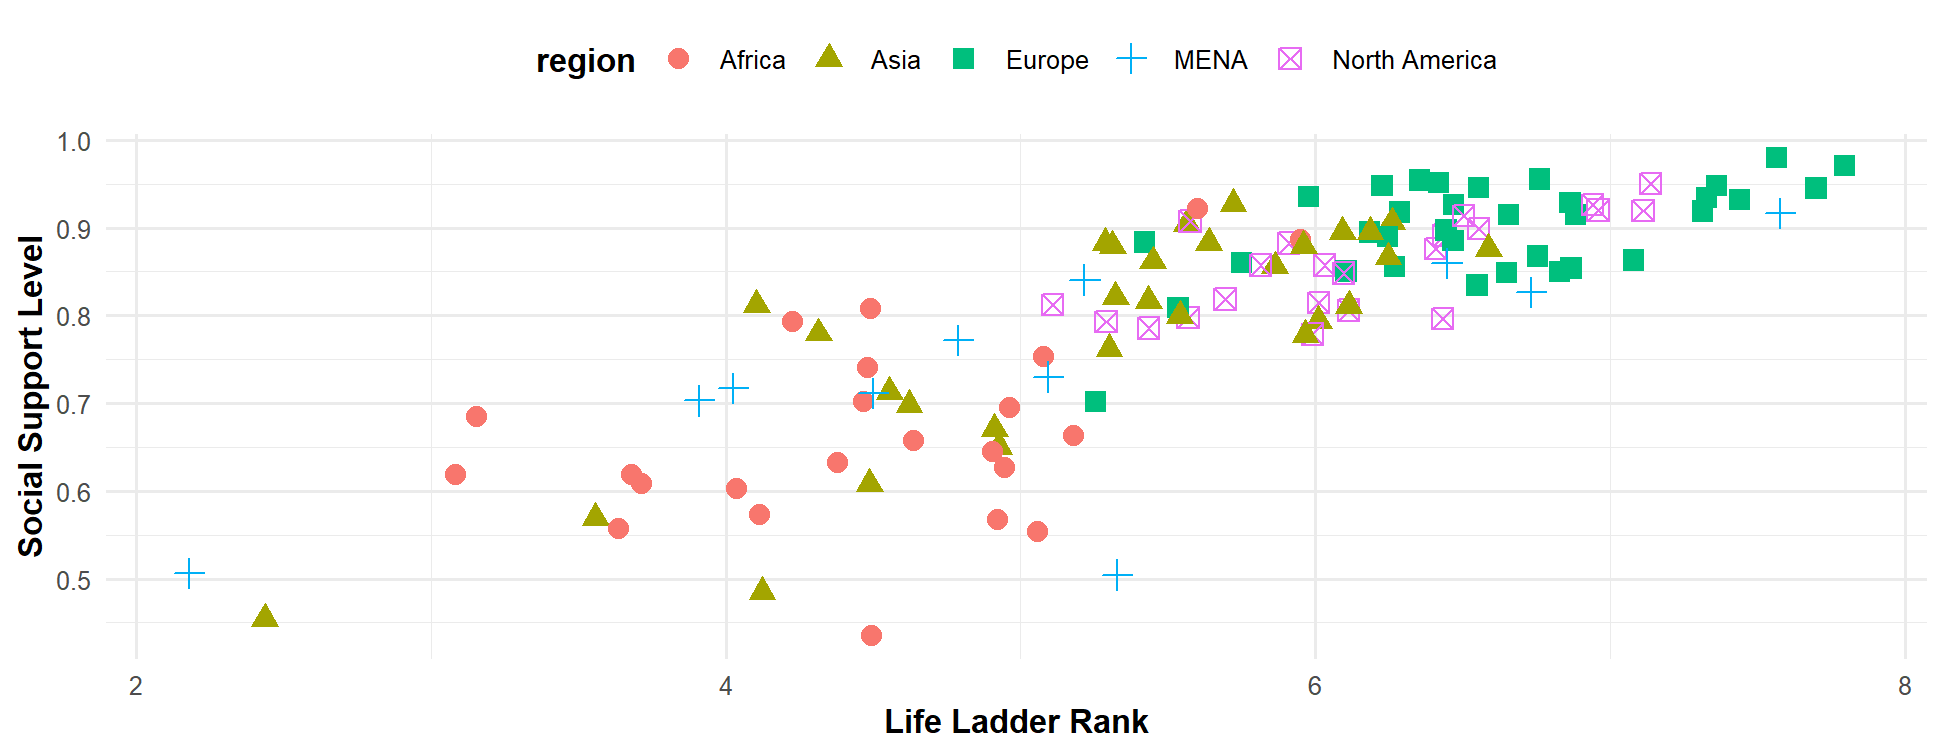 region Africa Asia Europe MENA North America
Social Support Level
1.0
0.9
0.8
0.7
0.6
0.5
2 4 6 8
Life Ladder Rank